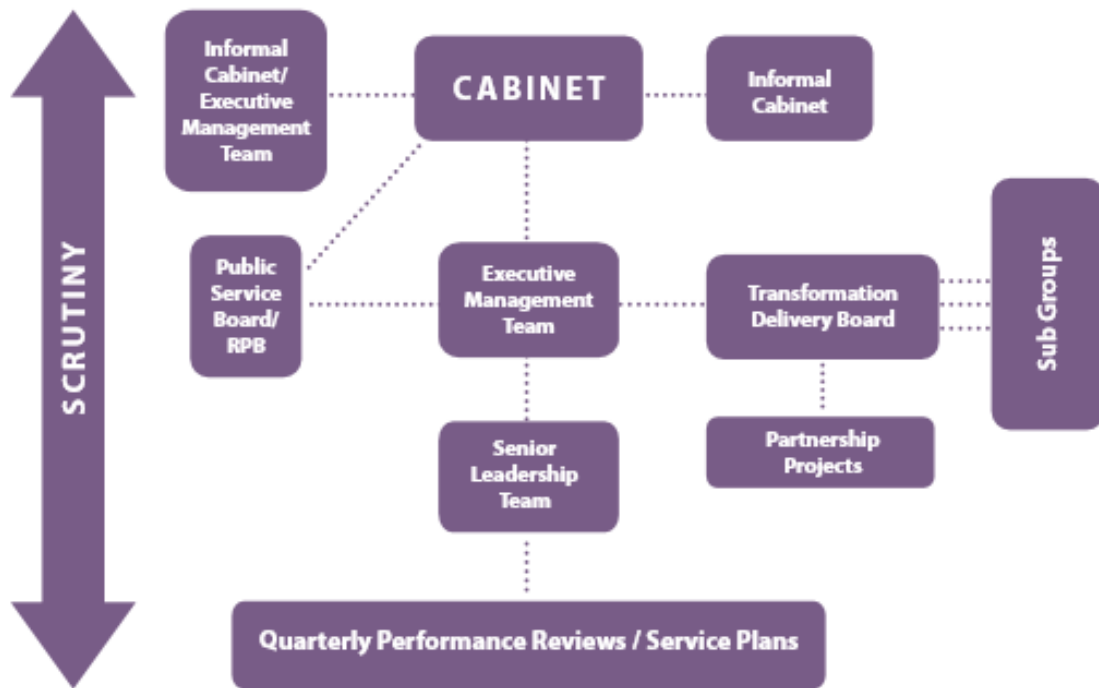 Informal
Cabinet/
Executive
Management
Team
CABINET
Informal
Cabinet
SCRUTINY
Public
Service
Board/
RPB
Executive
Management
Team
Transformation
Delivery Board
Sub Groups
Senior
Leadership
Team
Partnership
Projects
Quarterly Performance Reviews / Service Plans